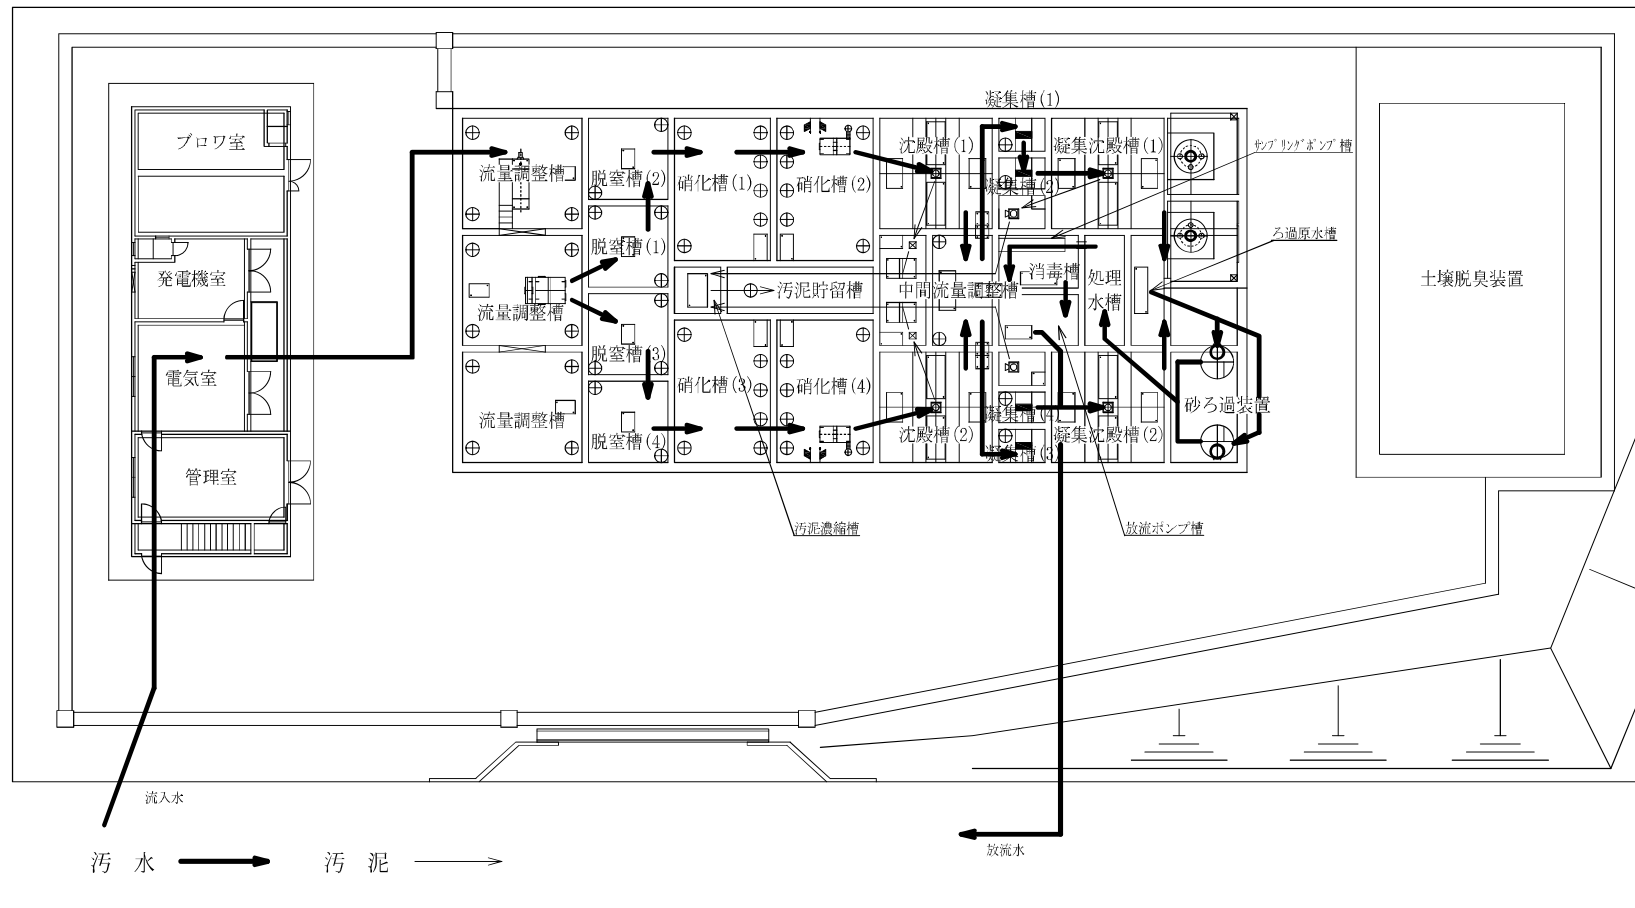 ブロワ室
発電機室
電気室
管理室
流量調整槽
流量調整槽
流量調整槽
脱窒槽(2)
脱窒槽(1)
脱窒槽(3)
脱窒槽(4)
硝化槽(1)
硝化槽(2)
硝化槽(3)
硝化槽(4)
汚泥貯留槽
汚泥濃縮槽
沈殿槽(1)
沈殿槽(2)
中間流量調整槽
凝集槽(1)
凝集槽(2)
凝集槽(4)
凝集槽(3)
凝集沈殿槽(1)
凝集沈殿槽(2)
消毒槽
処理
水槽
サンプリングポンプ槽
ろ過原水槽
砂ろ過装置
放流ポンプ槽
土壌脱臭装置
流入水
放流水
汚 水
汚 泥